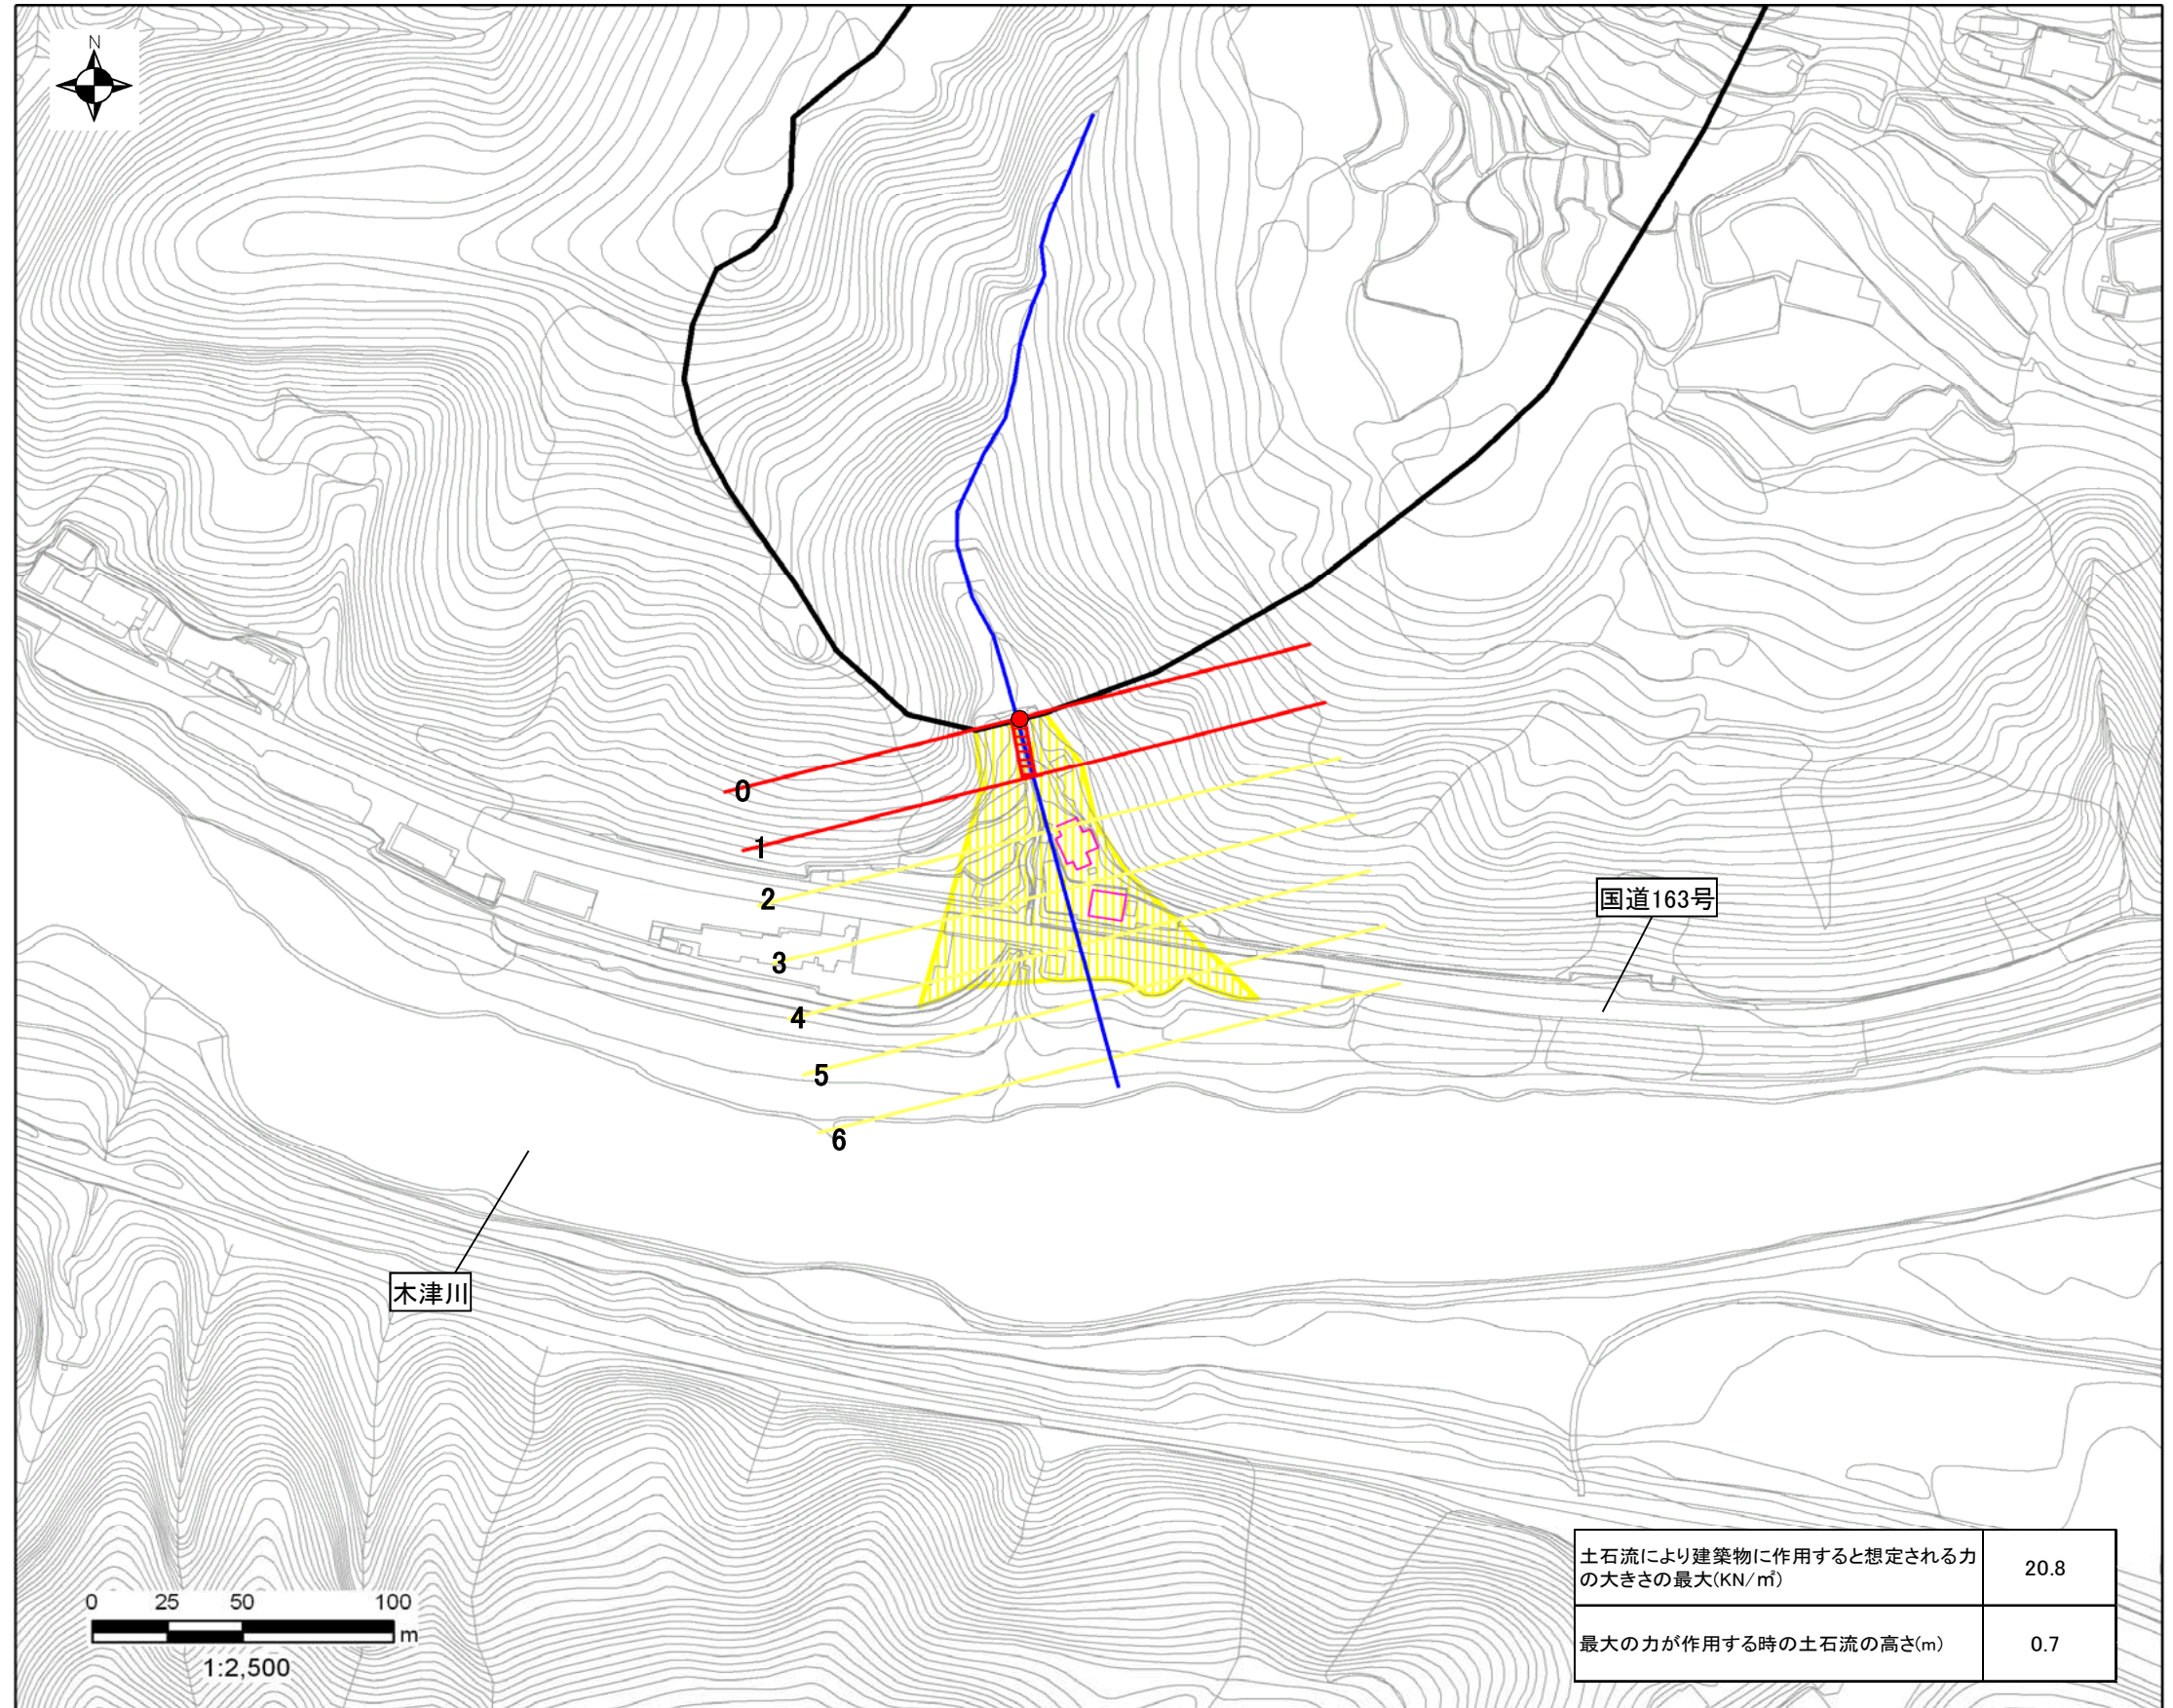 N
0
1
2
3
4
5
6
国道163号
木津川
土石流により建築物に作用すると想定される力
の大きさの最大(KN/㎡)
20.8
最大の力が作用する時の土石流の高さ(m)
0.7
0 25 50 100
m
1:2,500